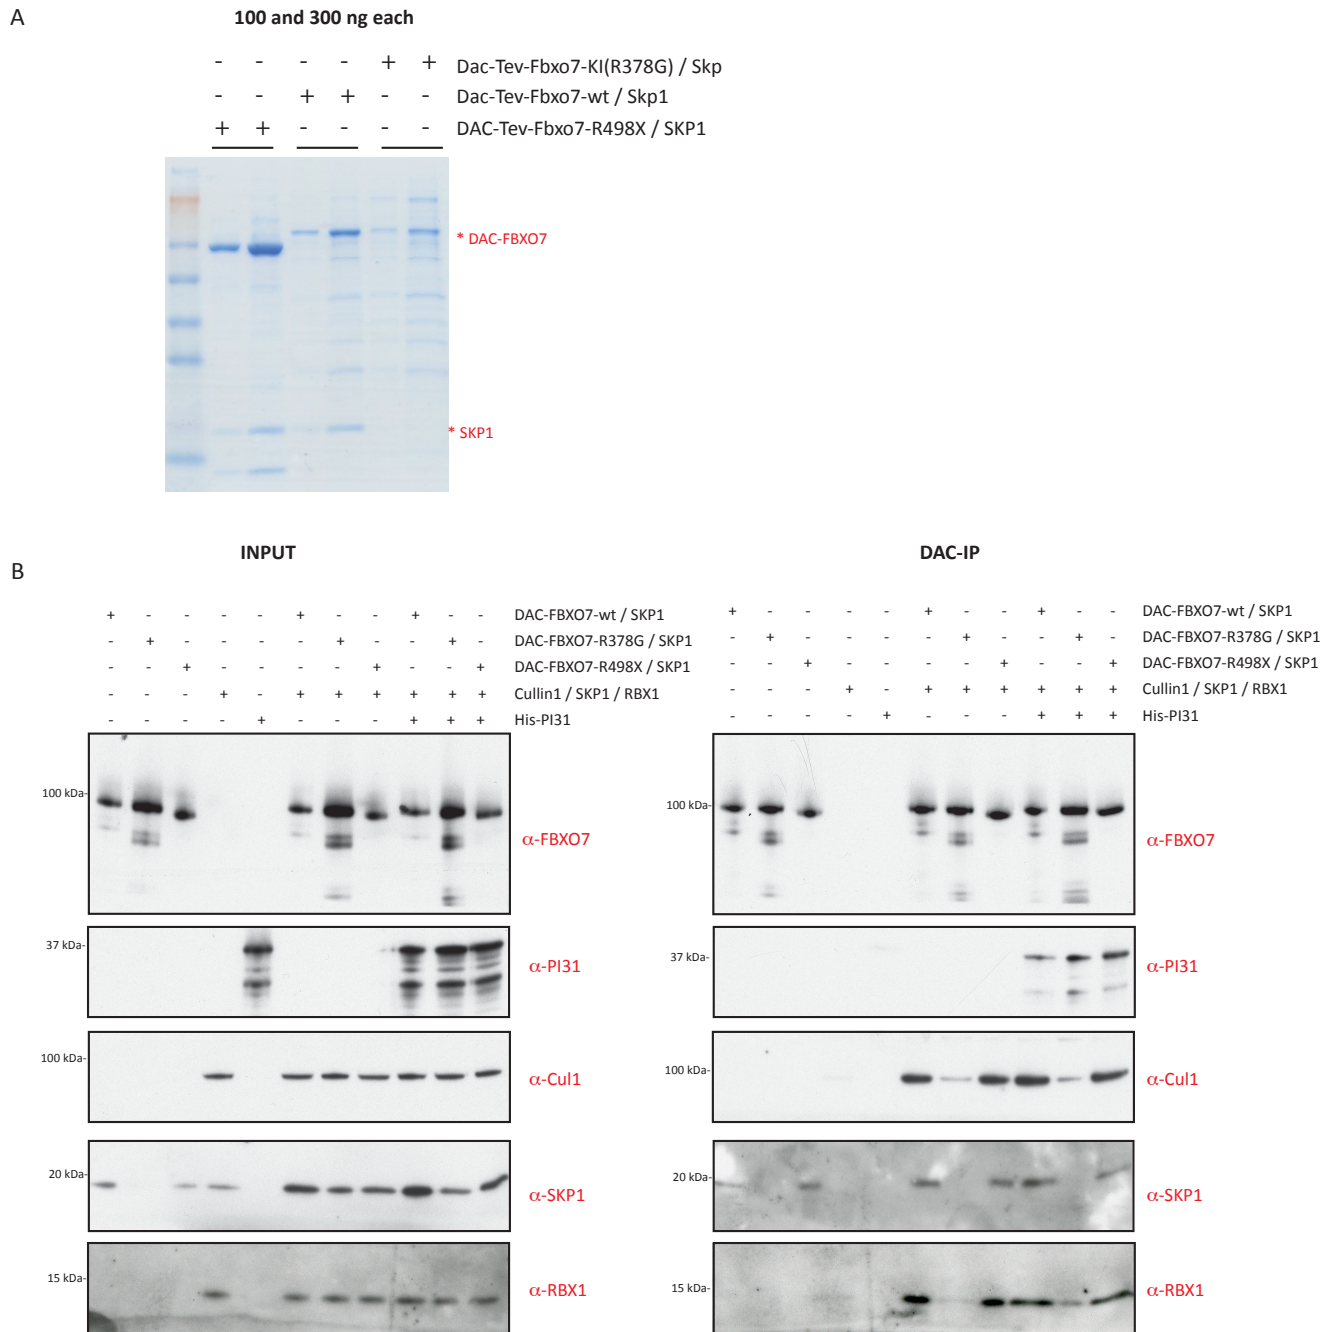 A
100 and 300 ng each
- - - - + + Dac-Tev-Fbxo7-KI(R378G) / Skp
- - + + - - Dac-Tev-Fbxo7-wt / Skp1
+ + - - - - DAC-Tev-Fbxo7-R498X / SKP1
* DAC-FBXO7
* SKP1
B
INPUT
+ - - - - + - - + - - DAC-FBXO7-wt / SKP1
- + - - - - + - - + - DAC-FBXO7-R378G / SKP1
- - + - - - - + - - + DAC-FBXO7-R498X / SKP1
- - - + - + + + + + + Cullin1 / SKP1 / RBX1
- - - - + - - - + + + His-PI31
100 kDa-
α-FBXO7
37 kDa-
α-PI31
100 kDa-
α-Cul1
20 kDa-
α-SKP1
15 kDa-
α-RBX1
DAC-IP
+ - - - - + - - + - - DAC-FBXO7-wt / SKP1
- + - - - - + - - + - DAC-FBXO7-R378G / SKP1
- - + - - - - + - - + DAC-FBXO7-R498X / SKP1
- - - + - + + + + + + Cullin1 / SKP1 / RBX1
- - - - + - - - + + + His-PI31
100 kDa-
α-FBXO7
37 kDa-
α-PI31
100 kDa-
α-Cul1
20 kDa-
α-SKP1
15 kDa-
α-RBX1